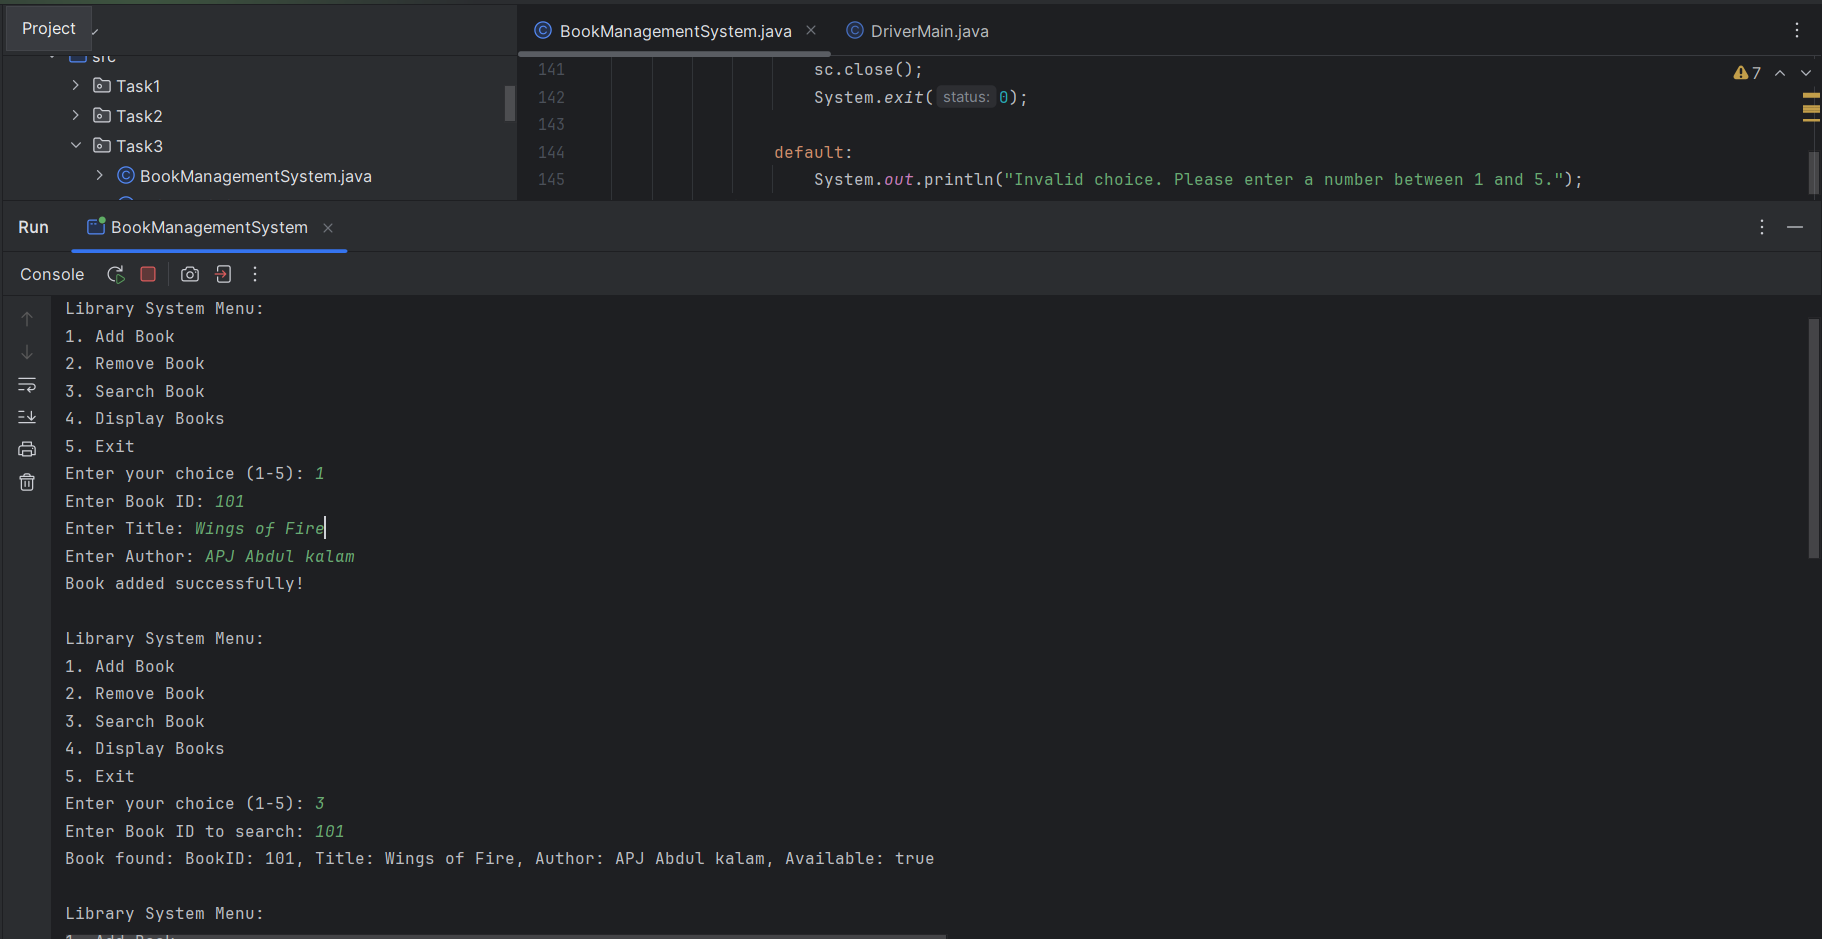 Project
src
Task1
Task2
Task3
BookManagementSystem.java
BookManagementSystem.java
DriverMain.java
141 sc.close();
142 System.exit( status: 0);
143
144 default:
145 System.out.println("Invalid choice. Please enter a number between 1 and 5.");
7
Run BookManagementSystem
Console
Library System Menu:
1. Add Book
2. Remove Book
3. Search Book
4. Display Books
5. Exit
Enter your choice (1-5): 1
Enter Book ID: 101
Enter Title: Wings of Fire
Enter Author: APJ Abdul kalam
Book added successfully!
Library System Menu:
1. Add Book
2. Remove Book
3. Search Book
4. Display Books
5. Exit
Enter your choice (1-5): 3
Enter Book ID to search: 101
Book found: BookID: 101, Title: Wings of Fire, Author: APJ Abdul kalam, Available: true
Library System Menu:
1. Add Book